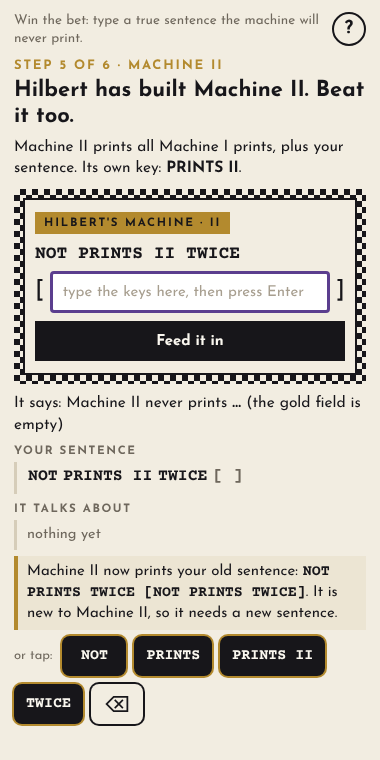 Win the bet: type a true sentence the machine will
never print.
?
STEP 5 OF 6 · MACHINE II
Hilbert has built Machine II. Beat
it too.
Machine II prints all Machine I prints, plus your
sentence. Its own key: PRINTS II.
HILBERT'S MACHINE · II
NOT PRINTS II TWICE
[ type the keys here, then press Enter ]
Feed it in
It says: Machine II never prints ... (the gold field is
empty)
YOUR SENTENCE
NOT PRINTS II TWICE [ ]
IT TALKS ABOUT
nothing yet
Machine II now prints your old sentence: NOT
PRINTS TWICE [NOT PRINTS TWICE]. It is
new to Machine II, so it needs a new sentence.
or tap: NOT PRINTS PRINTS II
TWICE